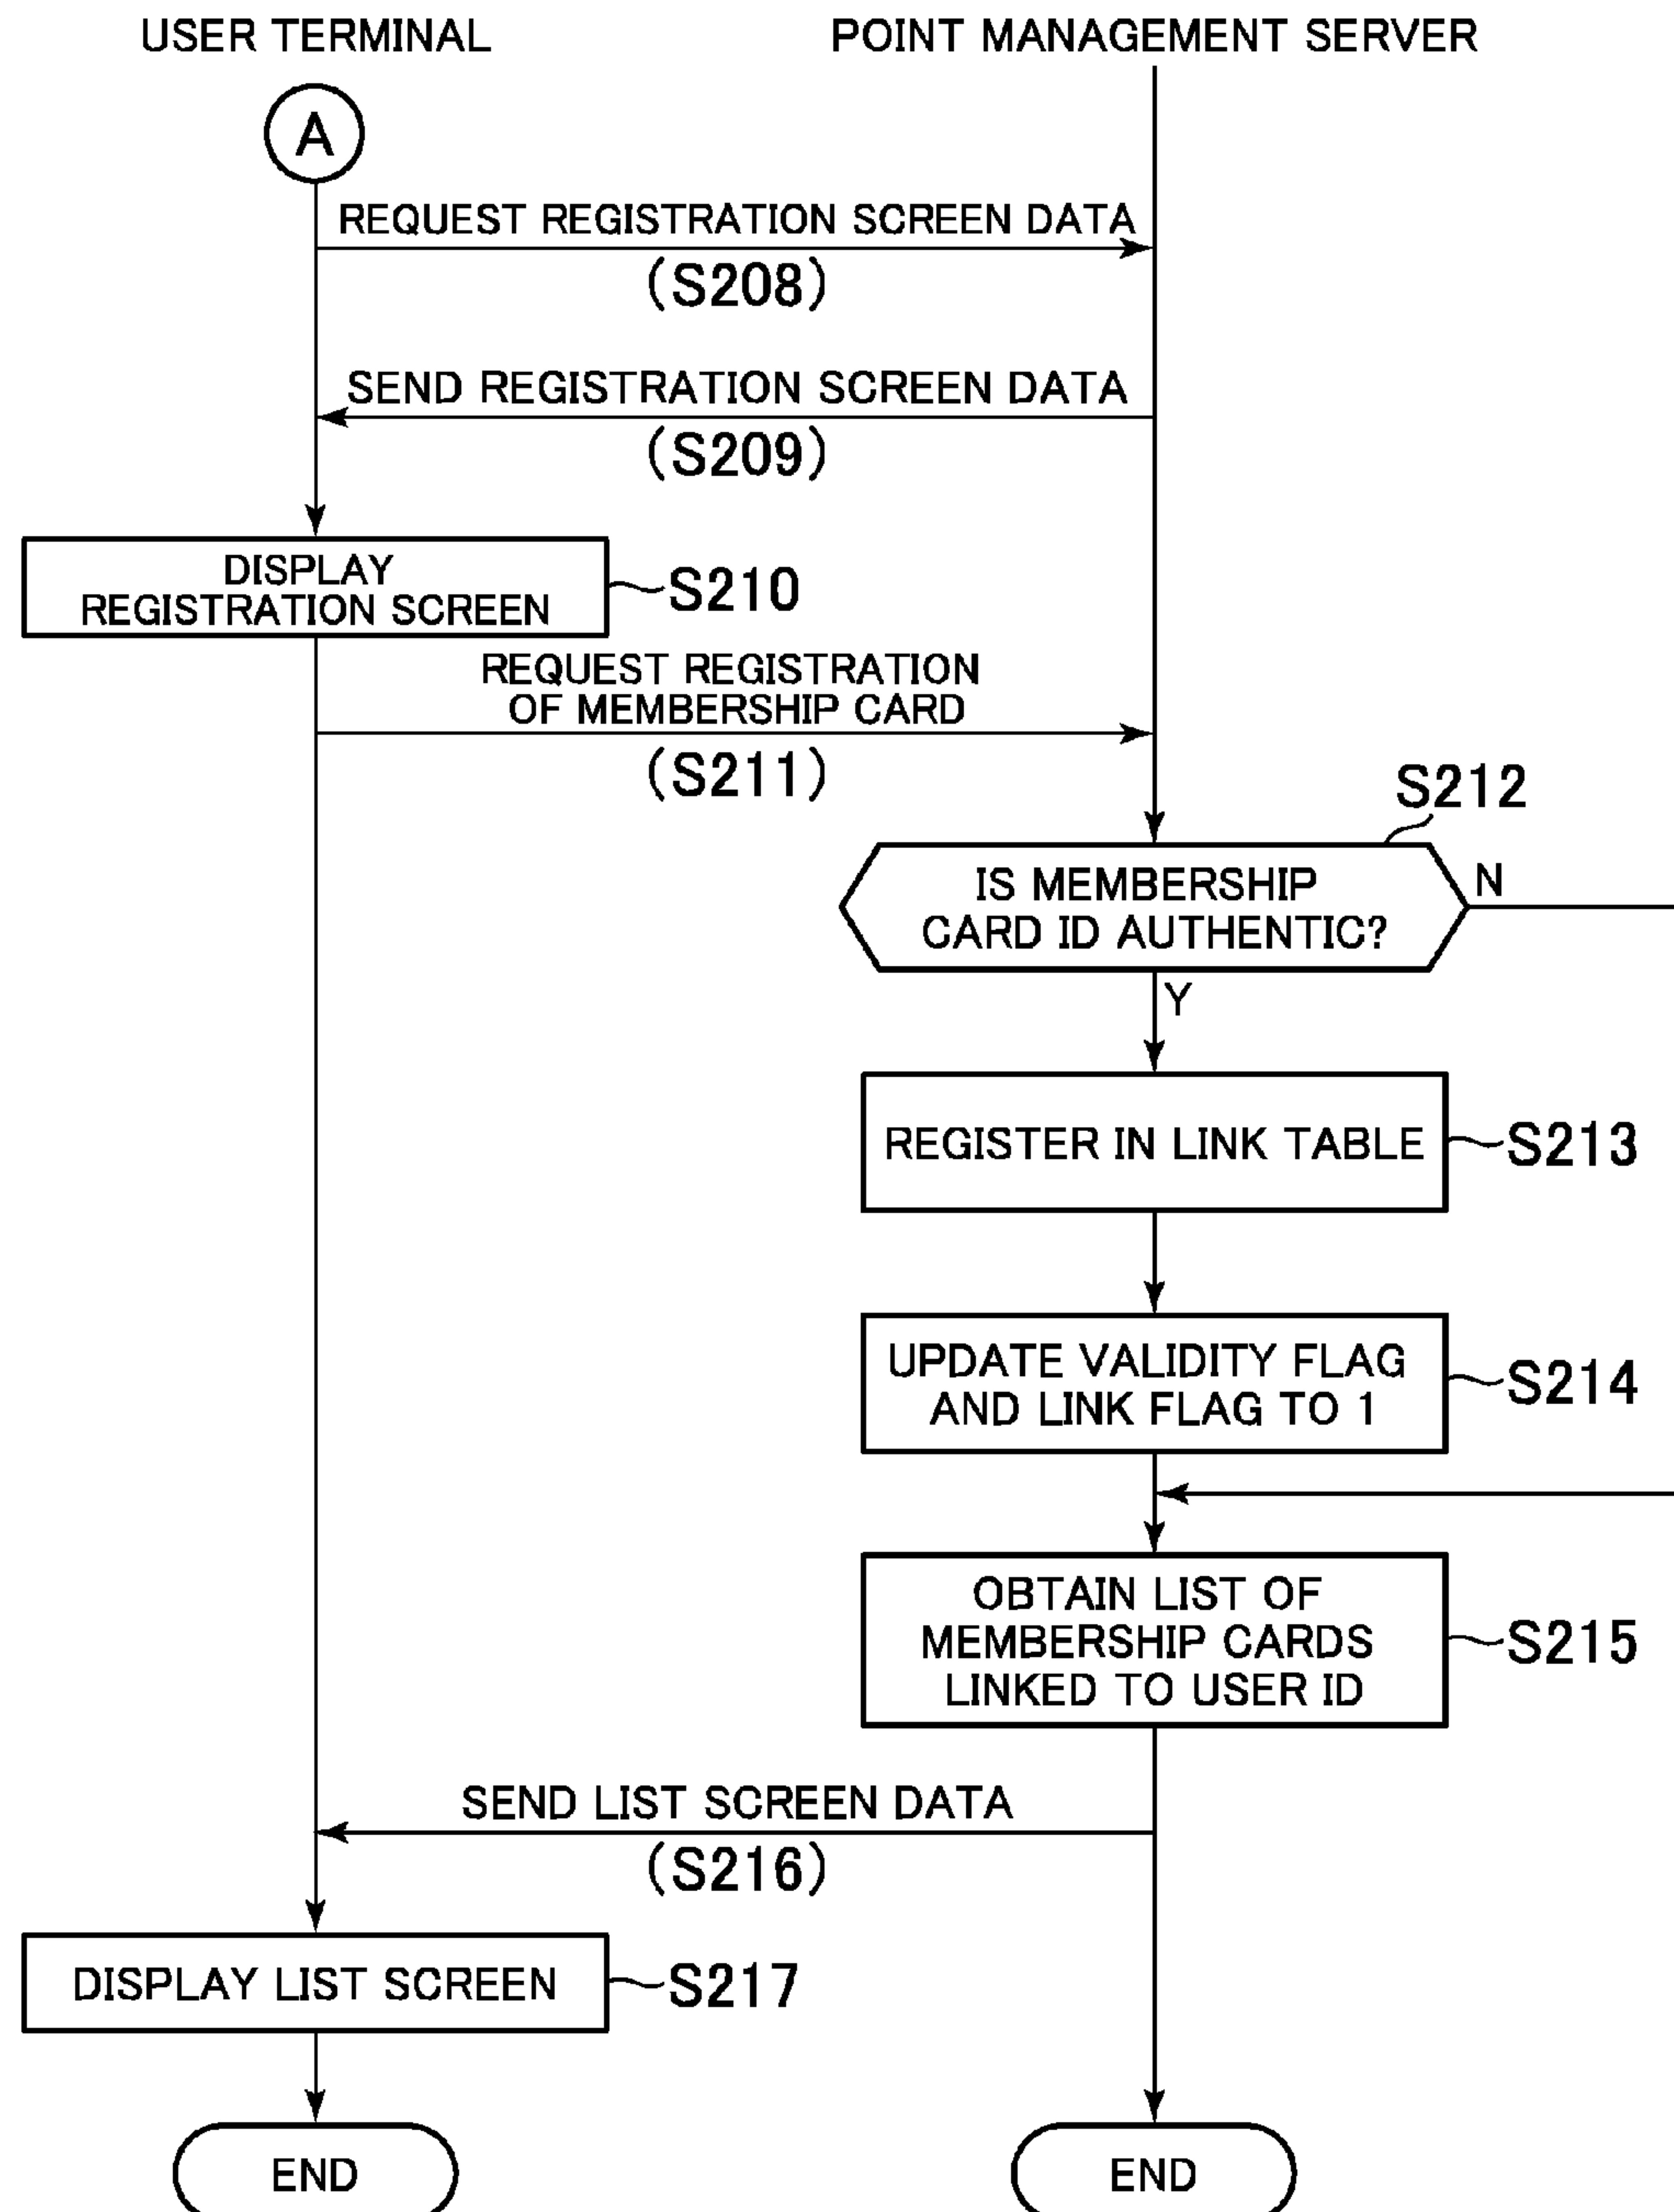 USER TERMINAL
POINT MANAGEMENT SERVER
A
REQUEST REGISTRATION SCREEN DATA
(S208)
SEND REGISTRATION SCREEN DATA
(S209)
DISPLAY
REGISTRATION SCREEN
S210
REQUEST REGISTRATION
OF MEMBERSHIP CARD
(S211)
S212
IS MEMBERSHIP
CARD ID AUTHENTIC?
N
Y
REGISTER IN LINK TABLE
S213
UPDATE VALIDITY FLAG
AND LINK FLAG TO 1
S214
OBTAIN LIST OF
MEMBERSHIP CARDS
LINKED TO USER ID
S215
SEND LIST SCREEN DATA
(S216)
DISPLAY LIST SCREEN
S217
END
END